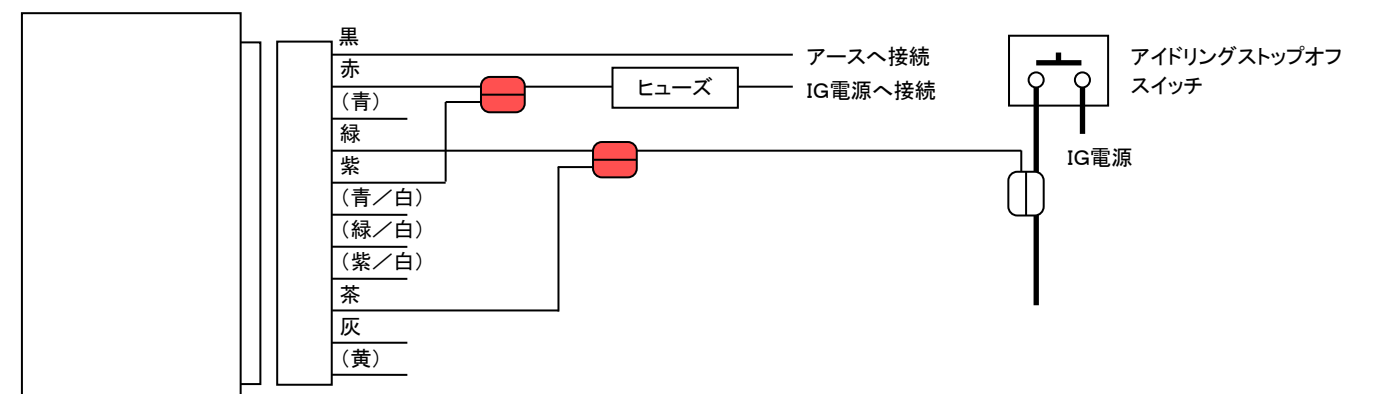 黒
アースへ接続
アイドリングストップオフ
スイッチ
赤
ヒューズ
IG電源へ接続
（青）
緑
IG電源
紫
（青／白）
（緑／白）
（紫／白）
茶
灰
（黄）